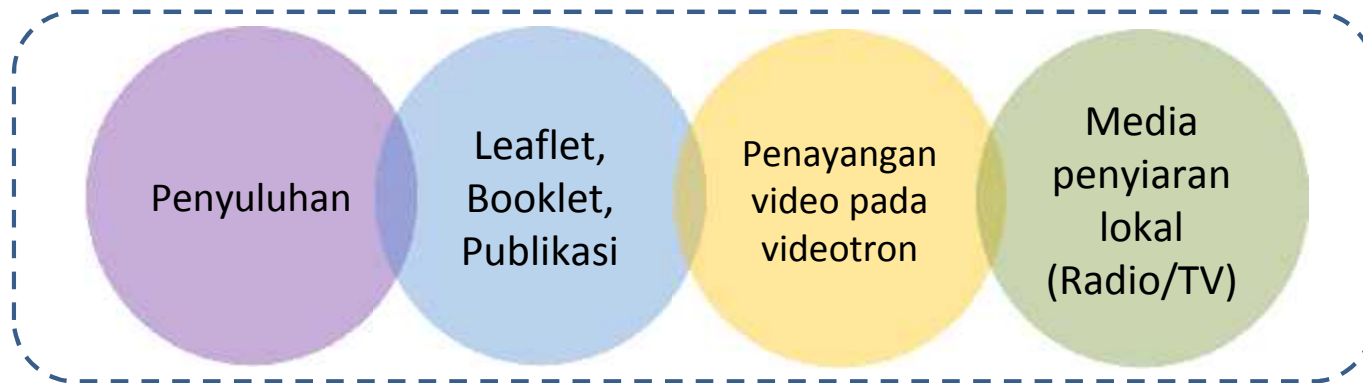 Penyuluhan
Leaflet,
Booklet,
Publikasi
Penayangan
video pada
videotron
Media
penyiaran
lokal
(Radio/TV)